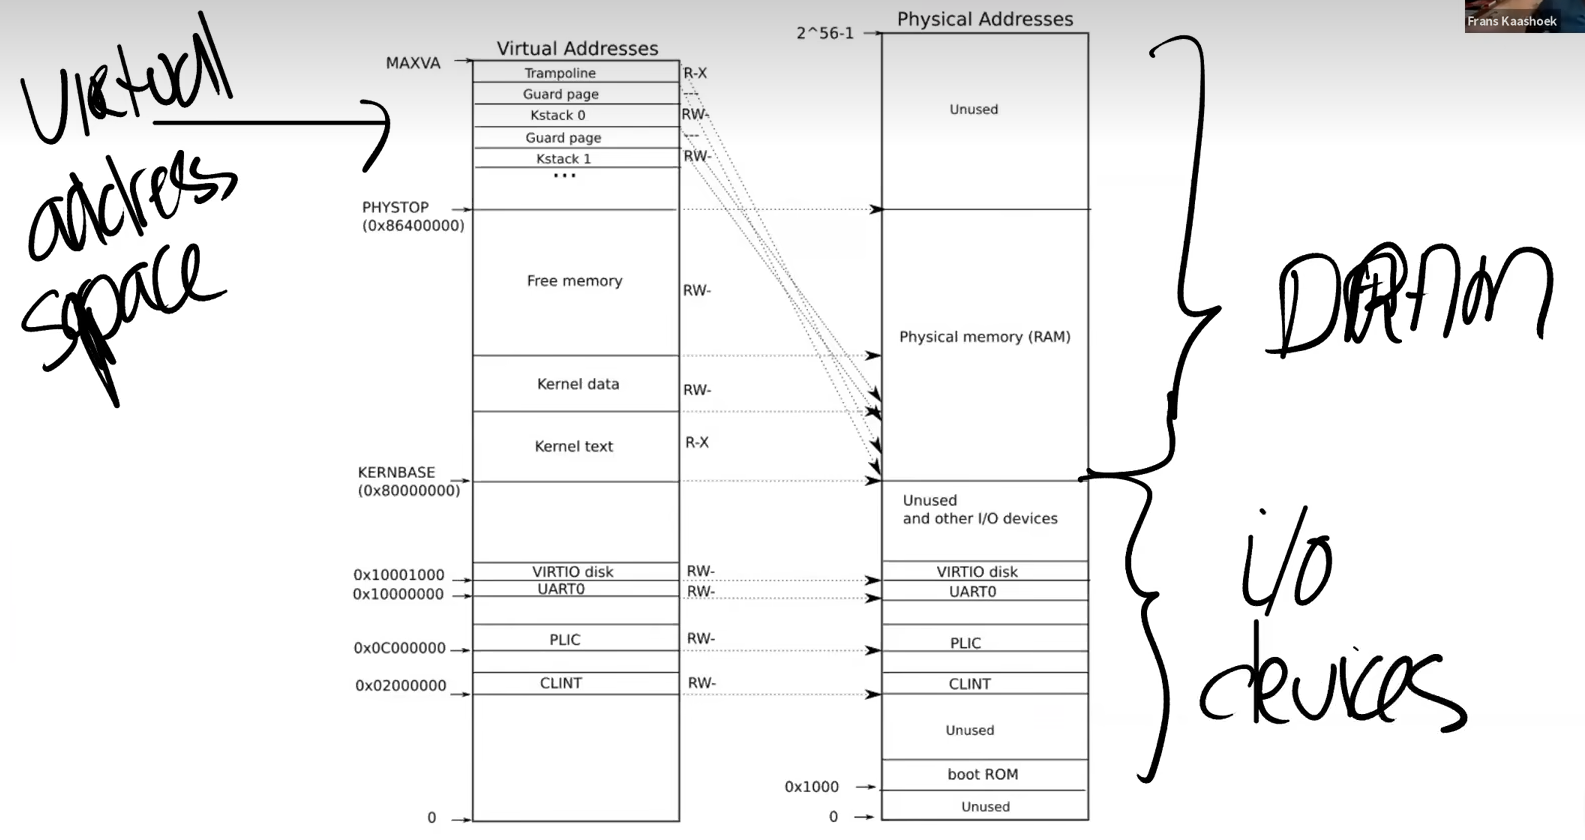 Frans Kaashoek
Virtual
address
space
Virtual Addresses
MAXVA
Trampoline
R-X
Guard page
---
Kstack 0
RW-
Guard page
---
Kstack 1
RW-
...
PHYSTOP
(0x86400000)
Free memory
RW-
Kernel data
RW-
Kernel text
R-X
KERNBASE
(0x80000000)
0x10001000
VIRTIO disk
RW-
0x10000000
UART0
RW-
0x0C000000
PLIC
RW-
0x02000000
CLINT
RW-
0
Physical Addresses
2^56-1
Unused
Physical memory (RAM)
Unused
and other I/O devices
VIRTIO disk
UART0
PLIC
CLINT
Unused
boot ROM
0x1000
Unused
0
i/o
devices